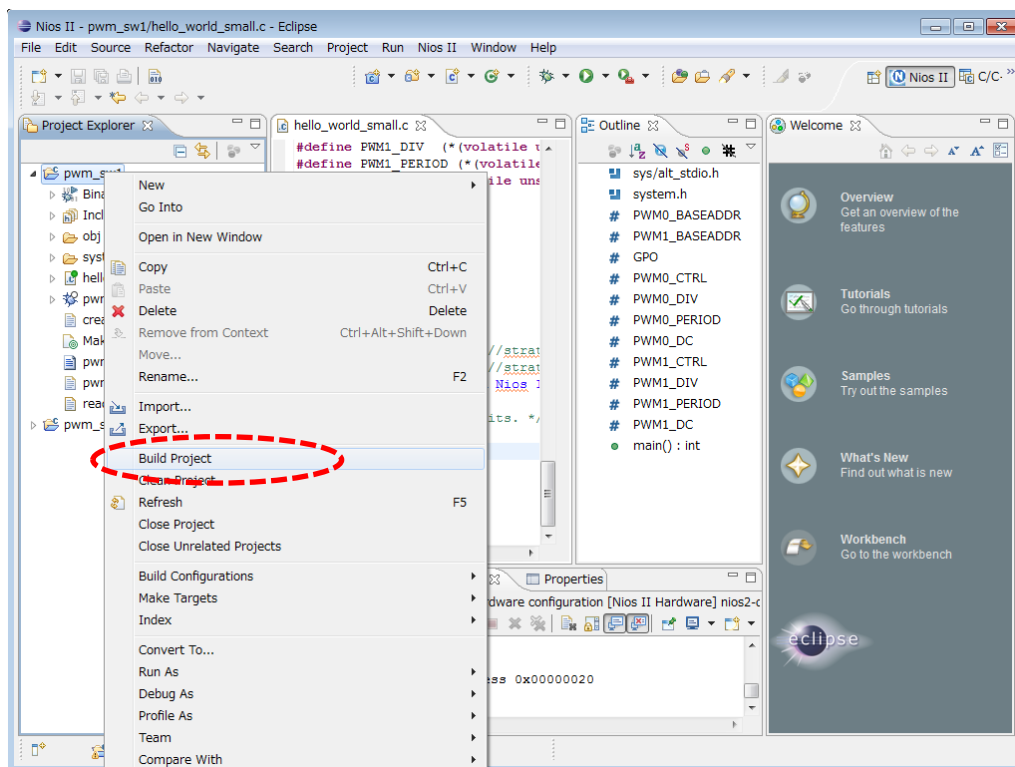 Nios II - pwm_sw1/hello_world_small.c - Eclipse
File Edit Source Refactor Navigate Search Project Run Nios II Window Help
Nios II C/C
Project Explorer
pwm_sw1
obj
New
Go Into
Open in New Window
Copy Ctrl+C
Paste Ctrl+V
Delete Delete
Remove from Context Ctrl+Alt+Shift+Down
Move...
Rename... F2
Import...
Export...
Build Project
Clean Project
Refresh F5
Close Project
Close Unrelated Projects
Build Configurations
Make Targets
Index
Convert To...
Run As
Debug As
Profile As
Team
Compare With
hello_world_small.c
#define PWM1_DIV (*(volatile
#define PWM1_PERIOD (*(volatile
Nios
its. */
Outline
sys/alt_stdio.h
system.h
PWM0_BASEADDR
PWM1_BASEADDR
GPO
PWM0_CTRL
PWM0_DIV
PWM0_PERIOD
PWM0_DC
PWM1_CTRL
PWM1_DIV
PWM1_PERIOD
PWM1_DC
main() : int
Properties
dware configuration [Nios II Hardware] nios2-
ess 0x00000020
Welcome
Overview
Get an overview of the
features
Tutorials
Go through tutorials
Samples
Try out the samples
What's New
Find out what is new
Workbench
Go to the workbench
eclipse